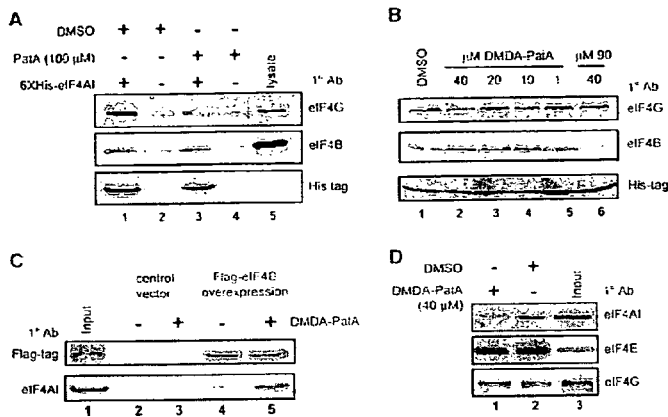 A
DMSO + + - - 
PatA (100 μM) - - + +
6XHis-eIF4AI + - + - lysate
1° Ab
eIF4G
eIF4B
His-tag
1 2 3 4 5
B
DMSO μM DMDA-PatA μM 90
40 20 10 1 40 1° Ab
eIF4G
eIF4B
His-tag
1 2 3 4 5 6
C
control vector Flag-eIF4B overexpression
1° Ab Input - + - + DMDA-PatA
Flag-tag
eIF4AI
1 2 3 4 5
D
DMSO - +
DMDA-PatA (40 μM) + - Input 1° Ab
eIF4AI
eIF4E
eIF4G
1 2 3